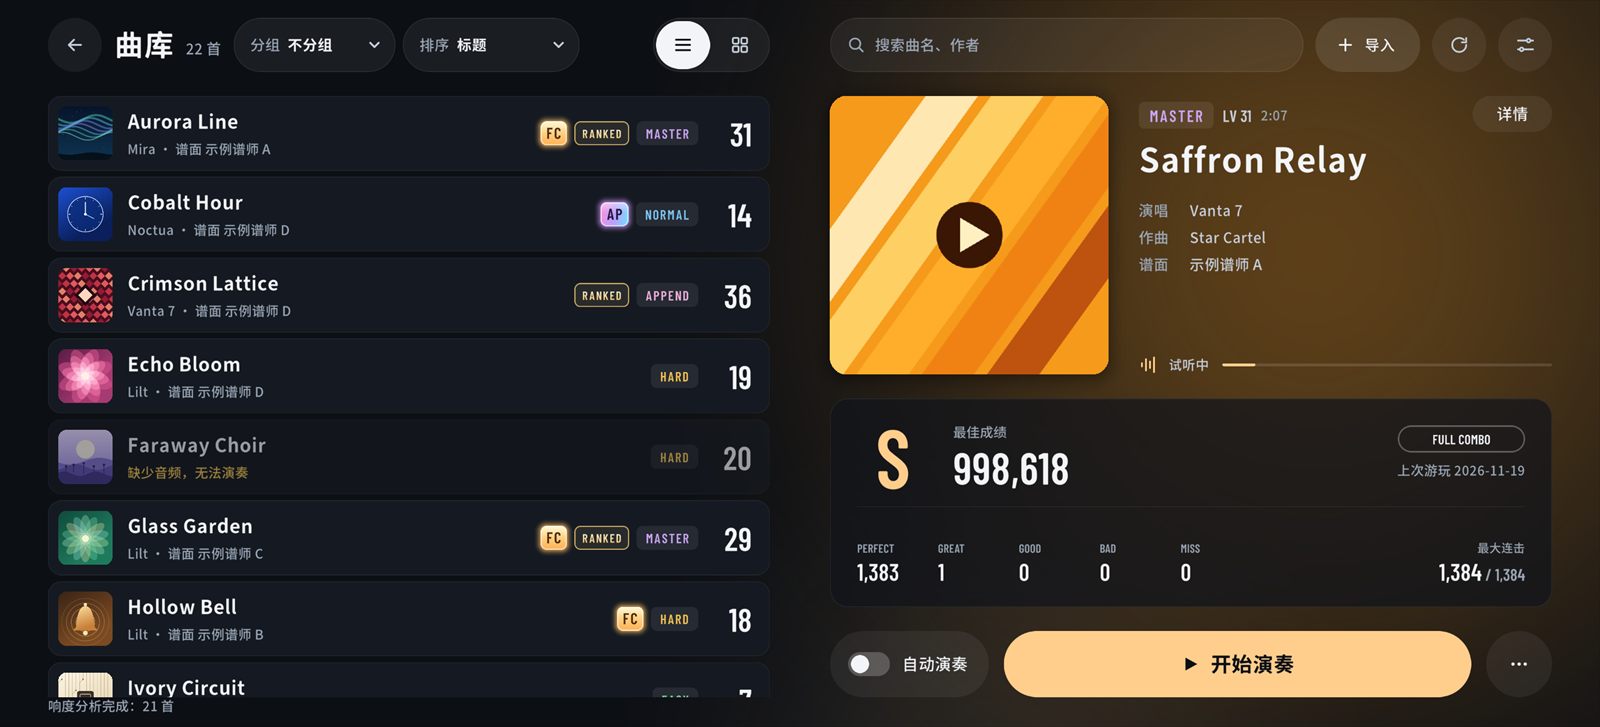 曲库 22 首 分组 不分组 排序 标题
Aurora Line
Mira • 谱面 示例谱师 A
FC RANKED MASTER 31
Cobalt Hour
Noctua • 谱面 示例谱师 D
AP NORMAL 14
Crimson Lattice
Vanta 7 • 谱面 示例谱师 D
RANKED APPEND 36
Echo Bloom
Lilt • 谱面 示例谱师 D
HARD 19
Faraway Choir
缺少音频，无法演奏
HARD 20
Glass Garden
Lilt • 谱面 示例谱师 C
FC RANKED MASTER 29
Hollow Bell
Lilt • 谱面 示例谱师 B
FC HARD 18
Ivory Circuit
响度分析完成：21 首
搜索曲名、作者 导入
MASTER LV 31 2:07 详情
Saffron Relay
演唱 Vanta 7
作曲 Star Cartel
谱面 示例谱师 A
试听中
S
最佳成绩
998,618
FULL COMBO
上次游玩 2026-11-19
PERFECT GREAT GOOD BAD MISS 最大连击
1,383 1 0 0 0 1,384 / 1,384
自动演奏 开始演奏